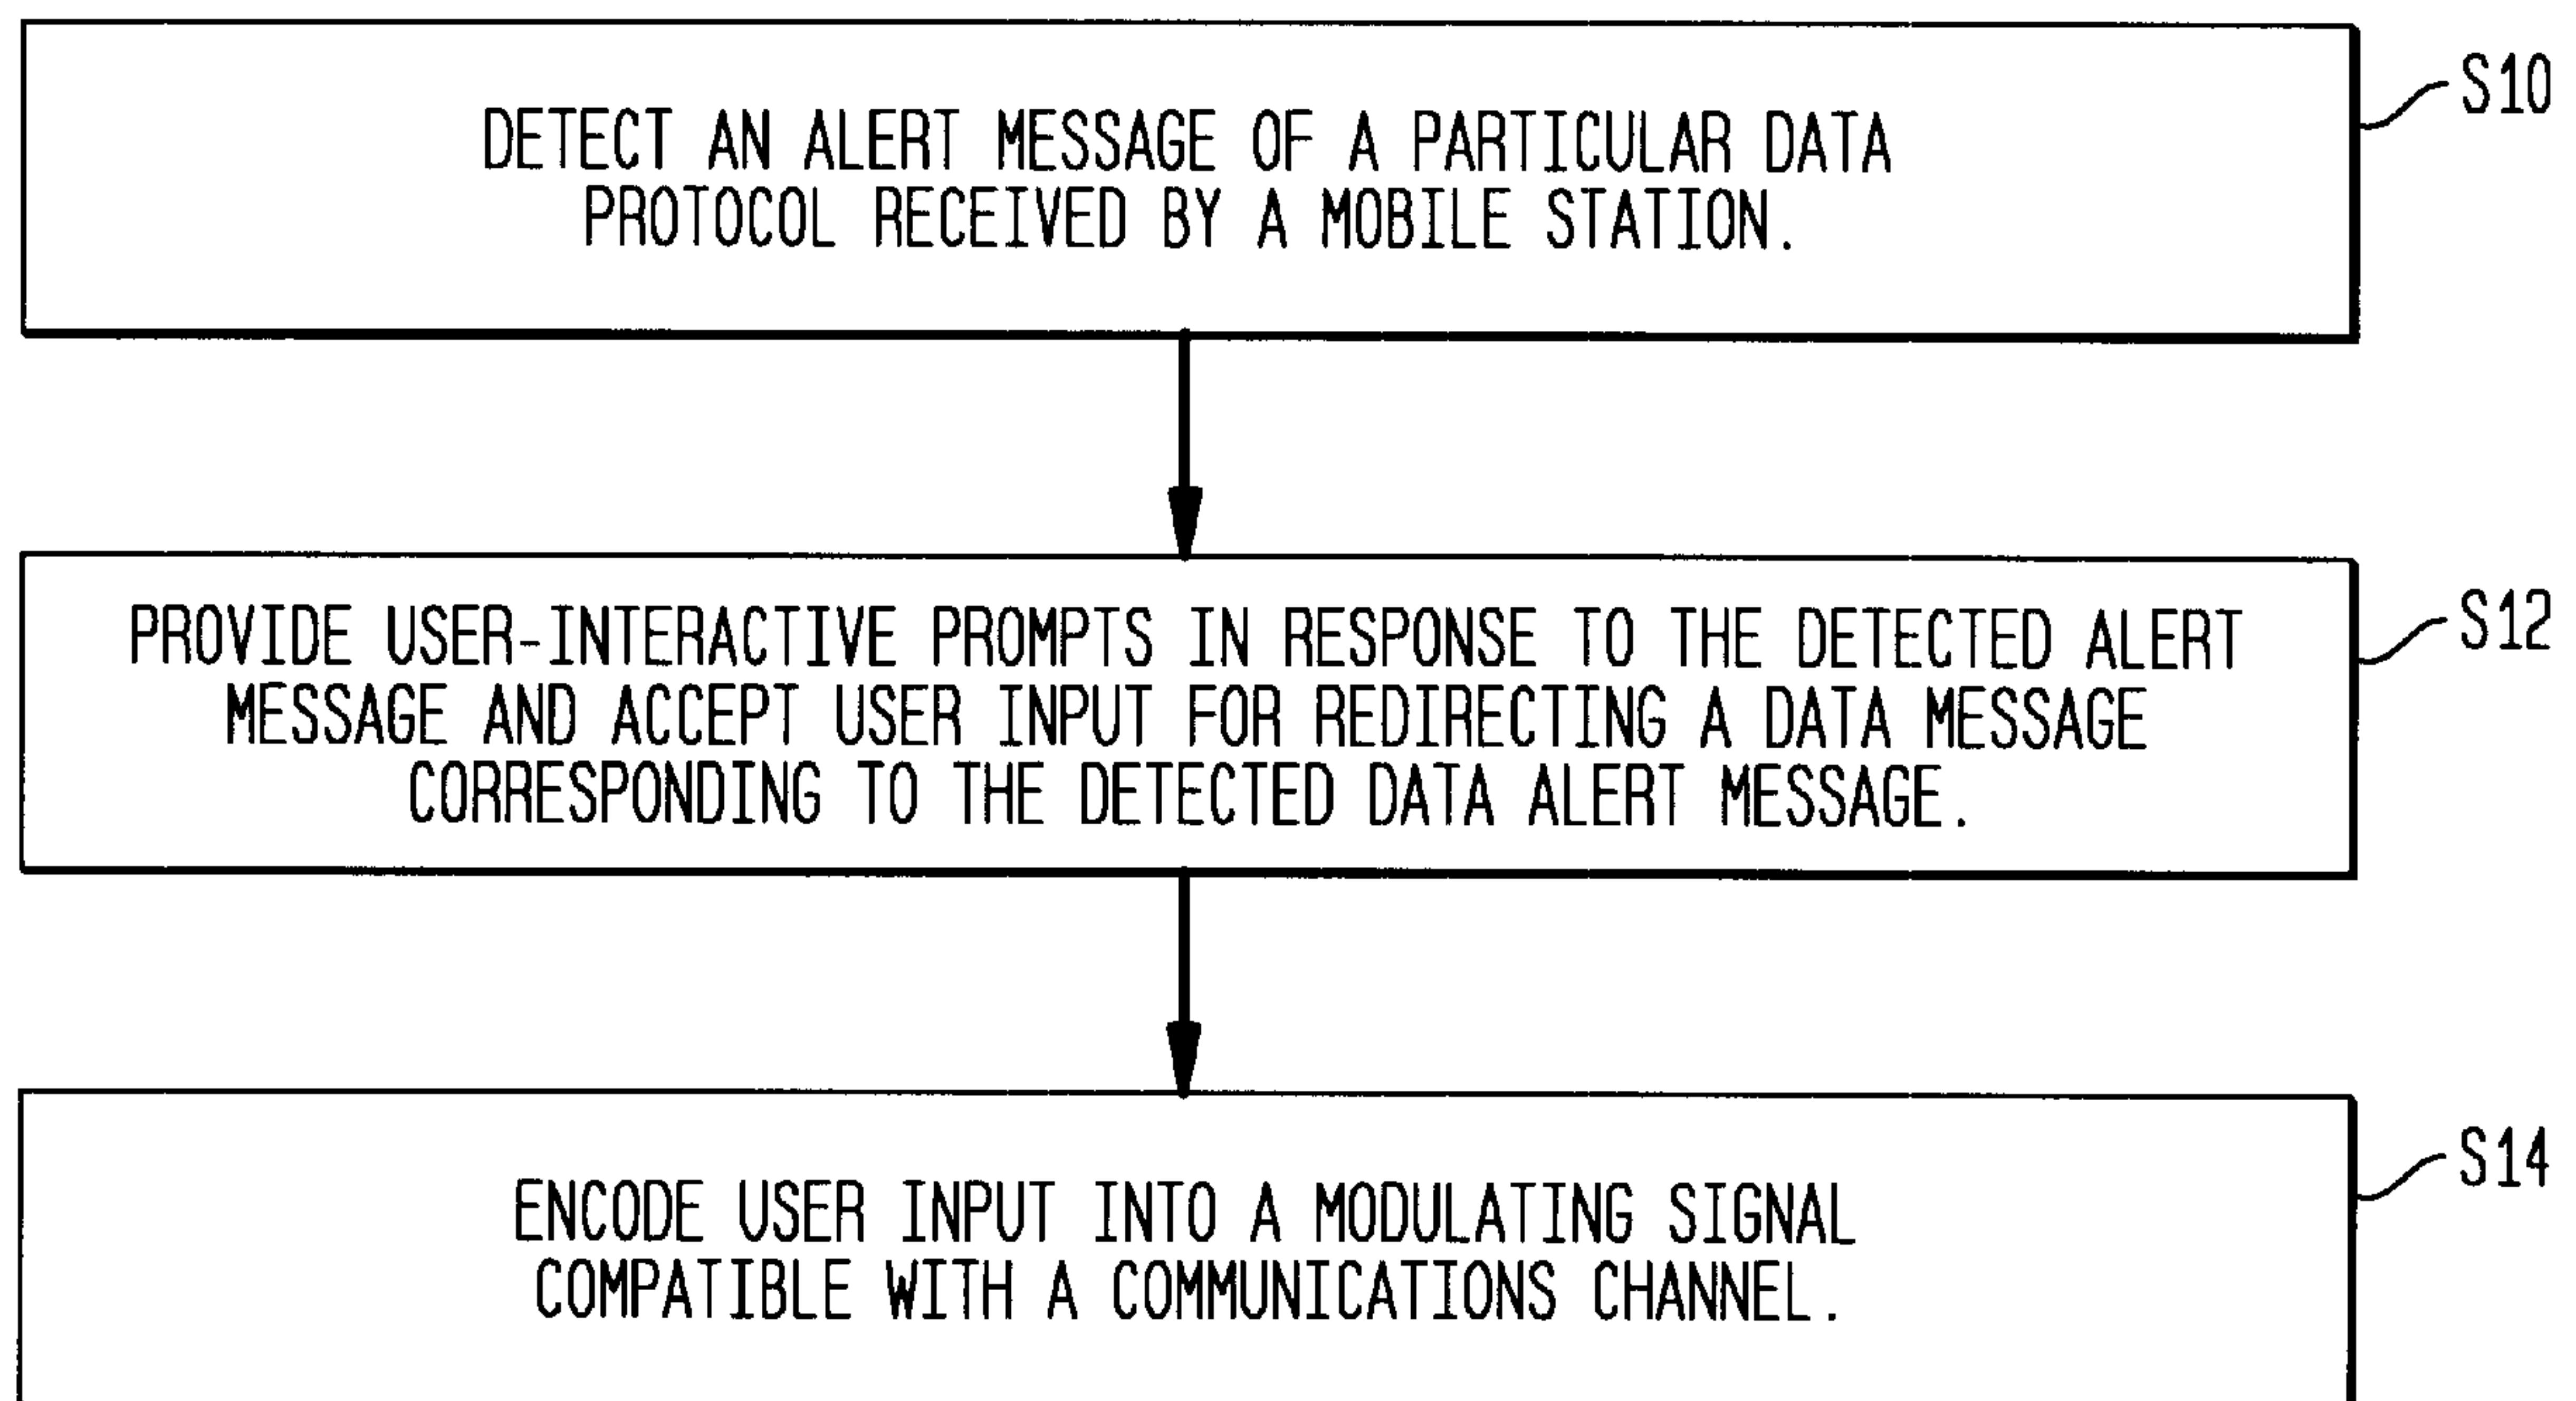 S10
DETECT AN ALERT MESSAGE OF A PARTICULAR DATA
PROTOCOL RECEIVED BY A MOBILE STATION.
S12
PROVIDE USER-INTERACTIVE PROMPTS IN RESPONSE TO THE DETECTED ALERT
MESSAGE AND ACCEPT USER INPUT FOR REDIRECTING A DATA MESSAGE
CORRESPONDING TO THE DETECTED DATA ALERT MESSAGE.
S14
ENCODE USER INPUT INTO A MODULATING SIGNAL
COMPATIBLE WITH A COMMUNICATIONS CHANNEL.